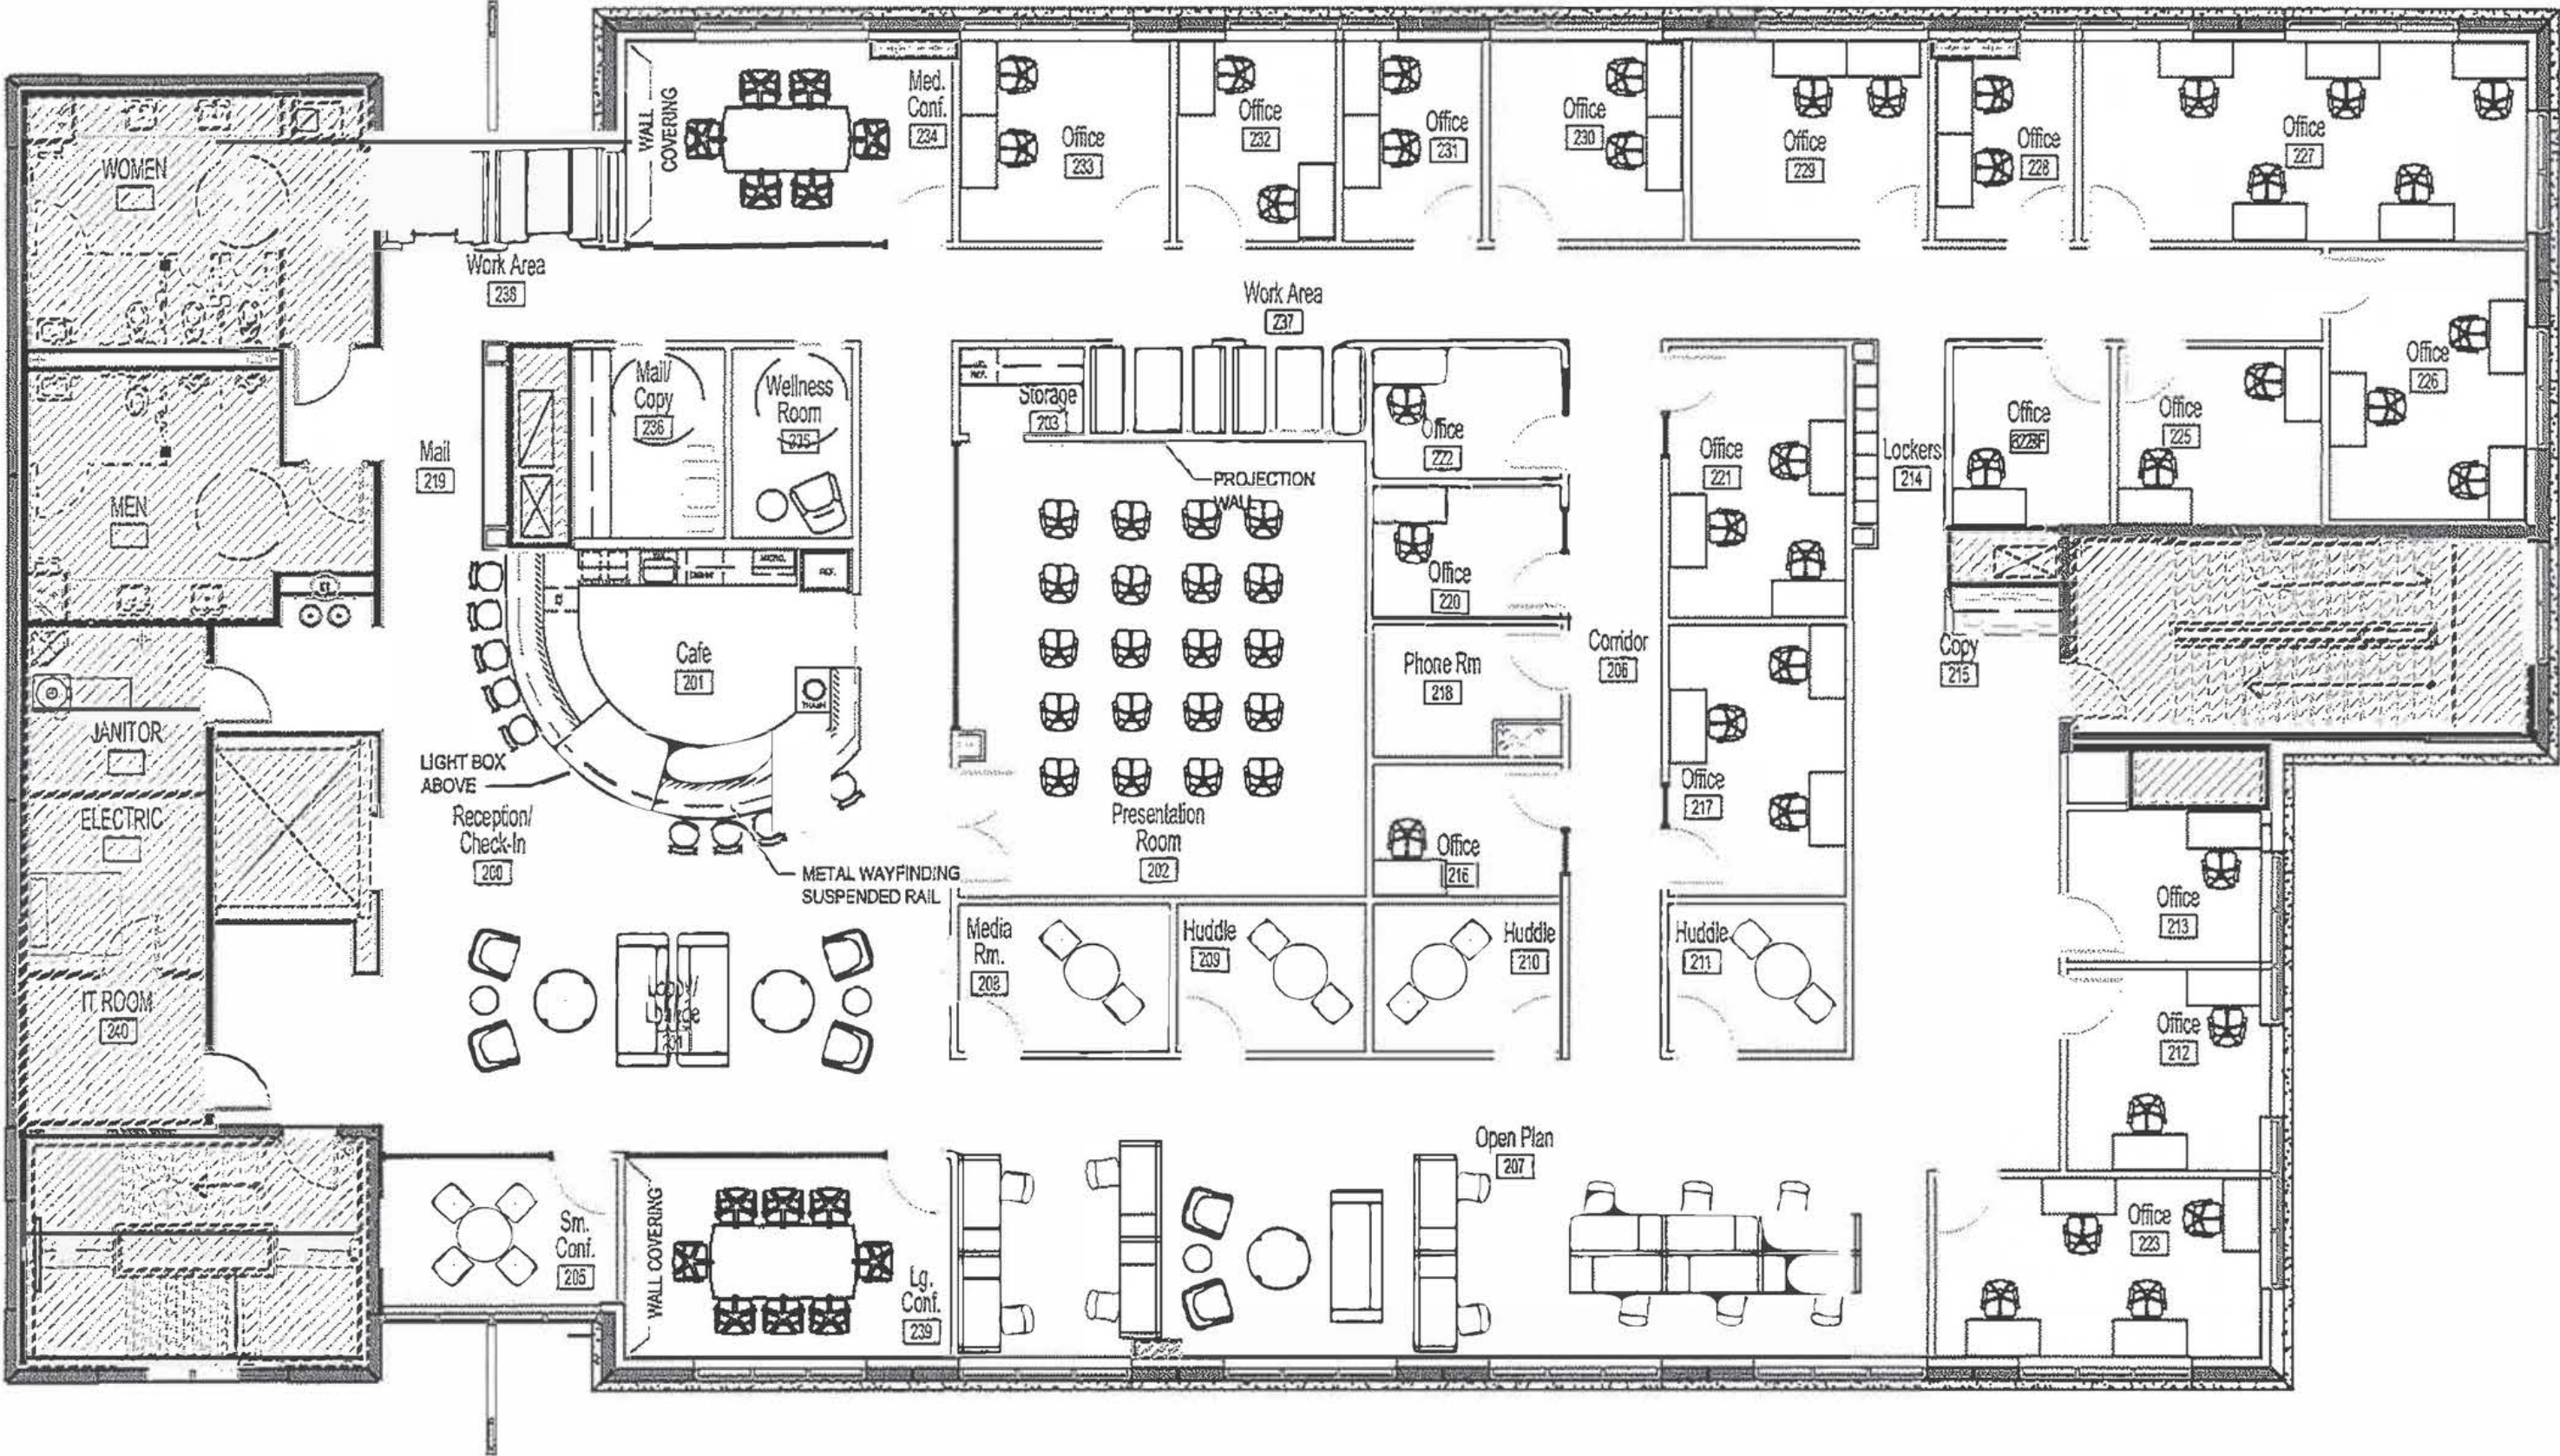 WOMEN
WALL
COVERING
Med.
Conf.
234
Office
233
Office
232
Office
231
Office
230
Office
229
Office
228
Office
227
Work Area
238
Work Area
237
Mail
219
Mail/
Copy
236
Wellness
Room
235
Storage
203
REF.
PROJECTION
WALL
Office
222
Office
221
Lockers
214
Office
Office
225
Office
226
MEN
MICRO.
REF.
Cafe
201
TRASH
Office
220
Phone Rm
218
Corridor
206
Copy
215
JANITOR
LIGHT BOX
ABOVE
Reception/
Check-In
200
ELECTRIC
METAL WAYFINDING
SUSPENDED RAIL
Presentation
Room
202
Office
216
Office
217
Office
213
IT ROOM
240
Media
Rm.
208
Huddle
209
Huddle
210
Huddle
211
Office
212
Open Plan
207
Sm.
Conf.
205
WALL COVERING
Lg.
Conf.
239
Office
223